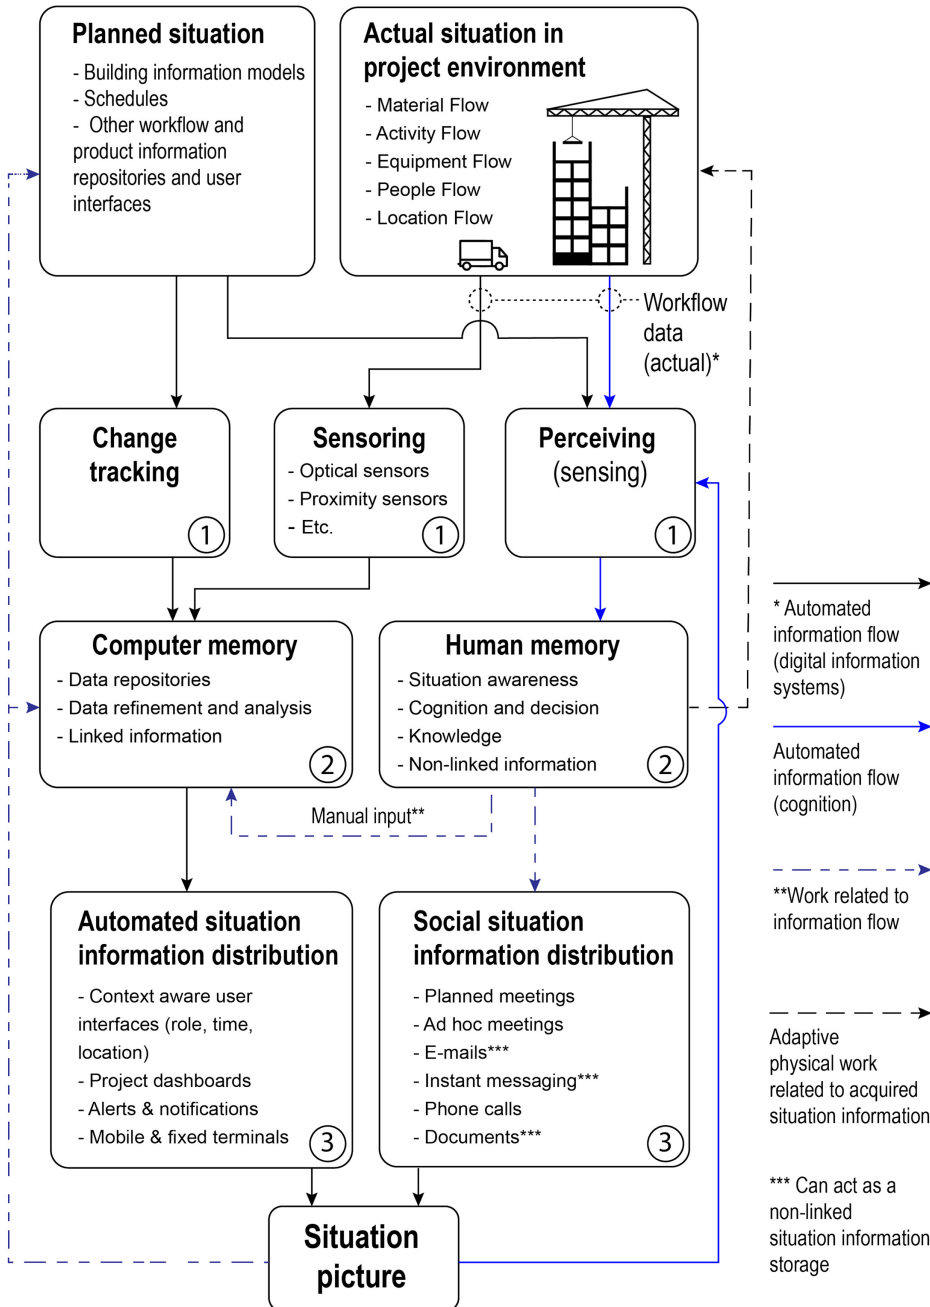 Planned situation
- Building information models
- Schedules
- Other workflow and
product information
repositories and user
interfaces
Actual situation in
project environment
- Material Flow
- Activity Flow
- Equipment Flow
- People Flow
- Location Flow
Workflow
data
(actual)*
Change
tracking
1
Sensoring
- Optical sensors
- Proximity sensors
- Etc.
1
Perceiving
(sensing)
1
Computer memory
- Data repositories
- Data refinement and analysis
- Linked information
2
Human memory
- Situation awareness
- Cognition and decision
- Knowledge
- Non-linked information
2
Manual input**
Automated situation
information distribution
- Context aware user
interfaces (role, time,
location)
- Project dashboards
- Alerts & notifications
- Mobile & fixed terminals
3
Social situation
information distribution
- Planned meetings
- Ad hoc meetings
- E-mails***
- Instant messaging***
- Phone calls
- Documents***
3
Situation
picture
* Automated
information flow
(digital information
systems)
Automated
information flow
(cognition)
**Work related to
information flow
Adaptive
physical work
related to acquired
situation information
*** Can act as a
non-linked
situation information
storage